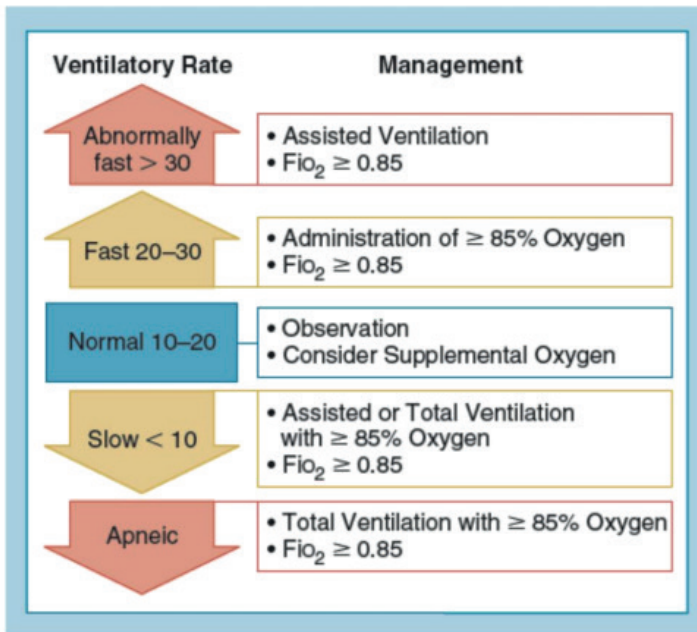 Ventilatory Rate Management
Abnormally
fast > 30
• Assisted Ventilation
• Fio₂ ≥ 0.85
Fast 20–30
• Administration of ≥ 85% Oxygen
• Fio₂ ≥ 0.85
Normal 10–20
• Observation
• Consider Supplemental Oxygen
Slow < 10
• Assisted or Total Ventilation
with ≥ 85% Oxygen
• Fio₂ ≥ 0.85
Apneic
• Total Ventilation with ≥ 85% Oxygen
• Fio₂ ≥ 0.85